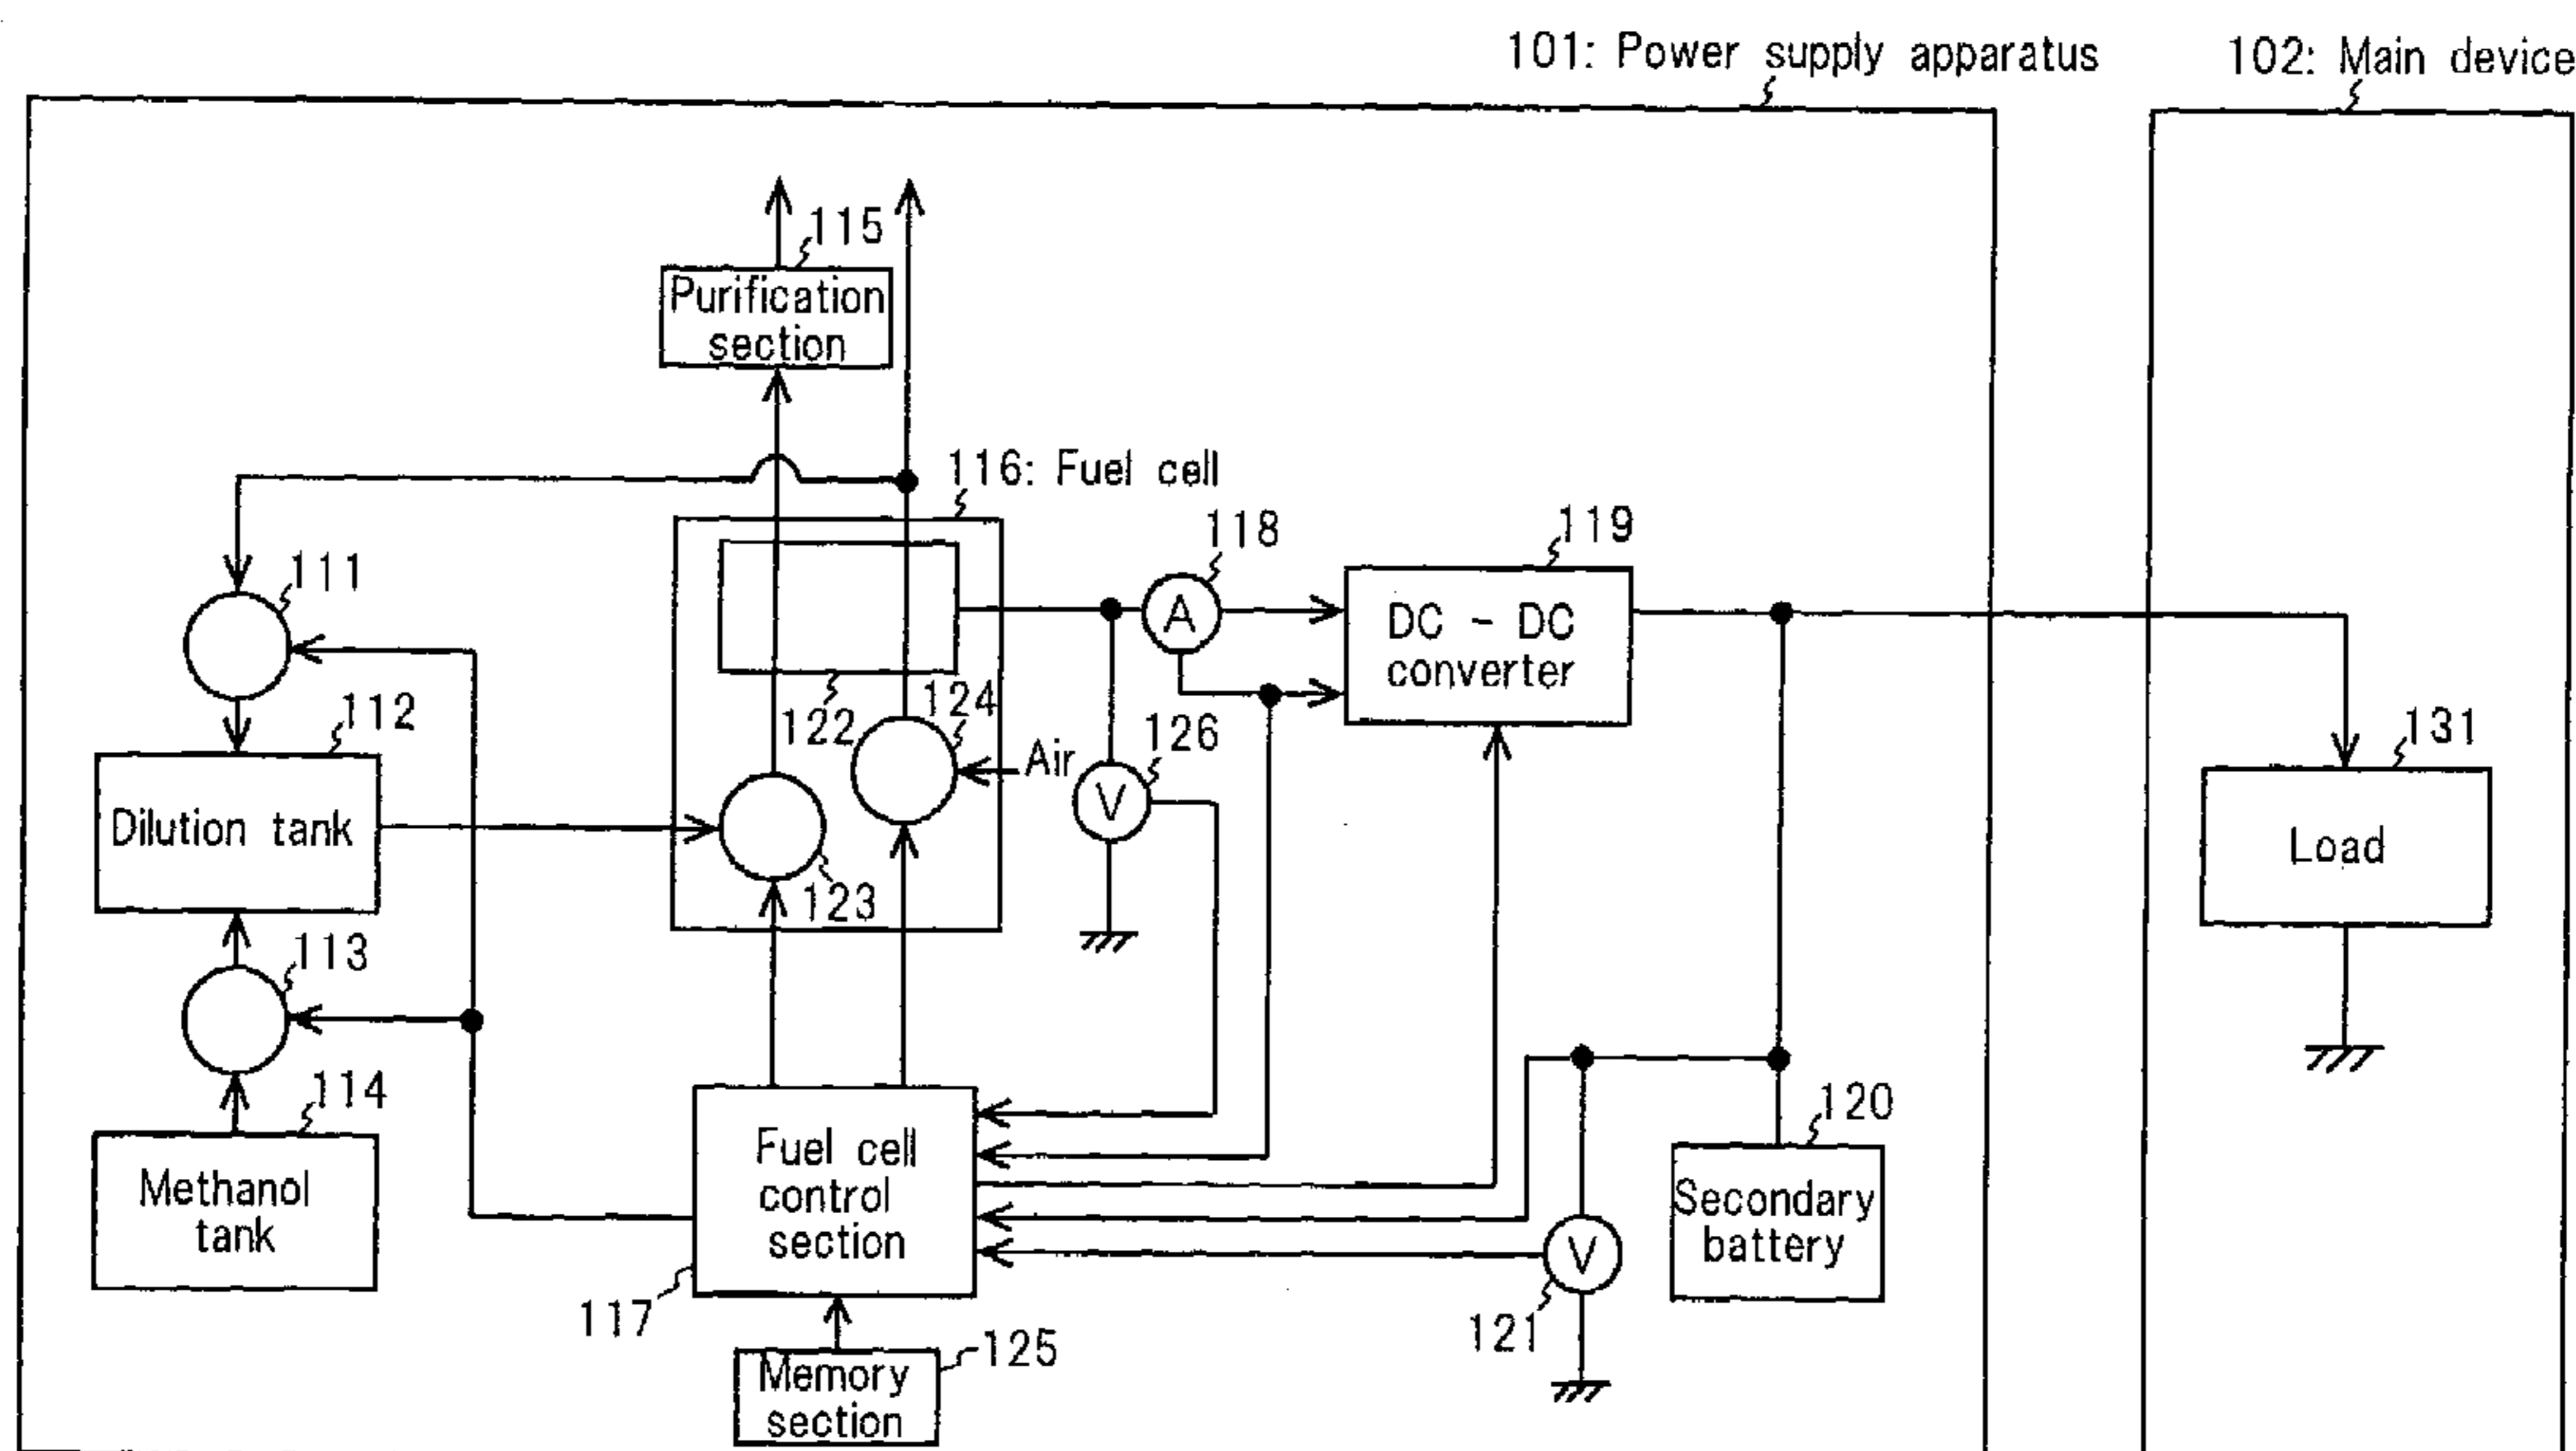 101: Power supply apparatus
102: Main device
115
Purification
section
116: Fuel cell
118
119
111
A
DC - DC
converter
112
122
124
126
131
Air
V
Dilution tank
Load
123
113
114
120
Methanol
tank
Fuel cell
control
section
Secondary
battery
V
117
121
125
Memory
section